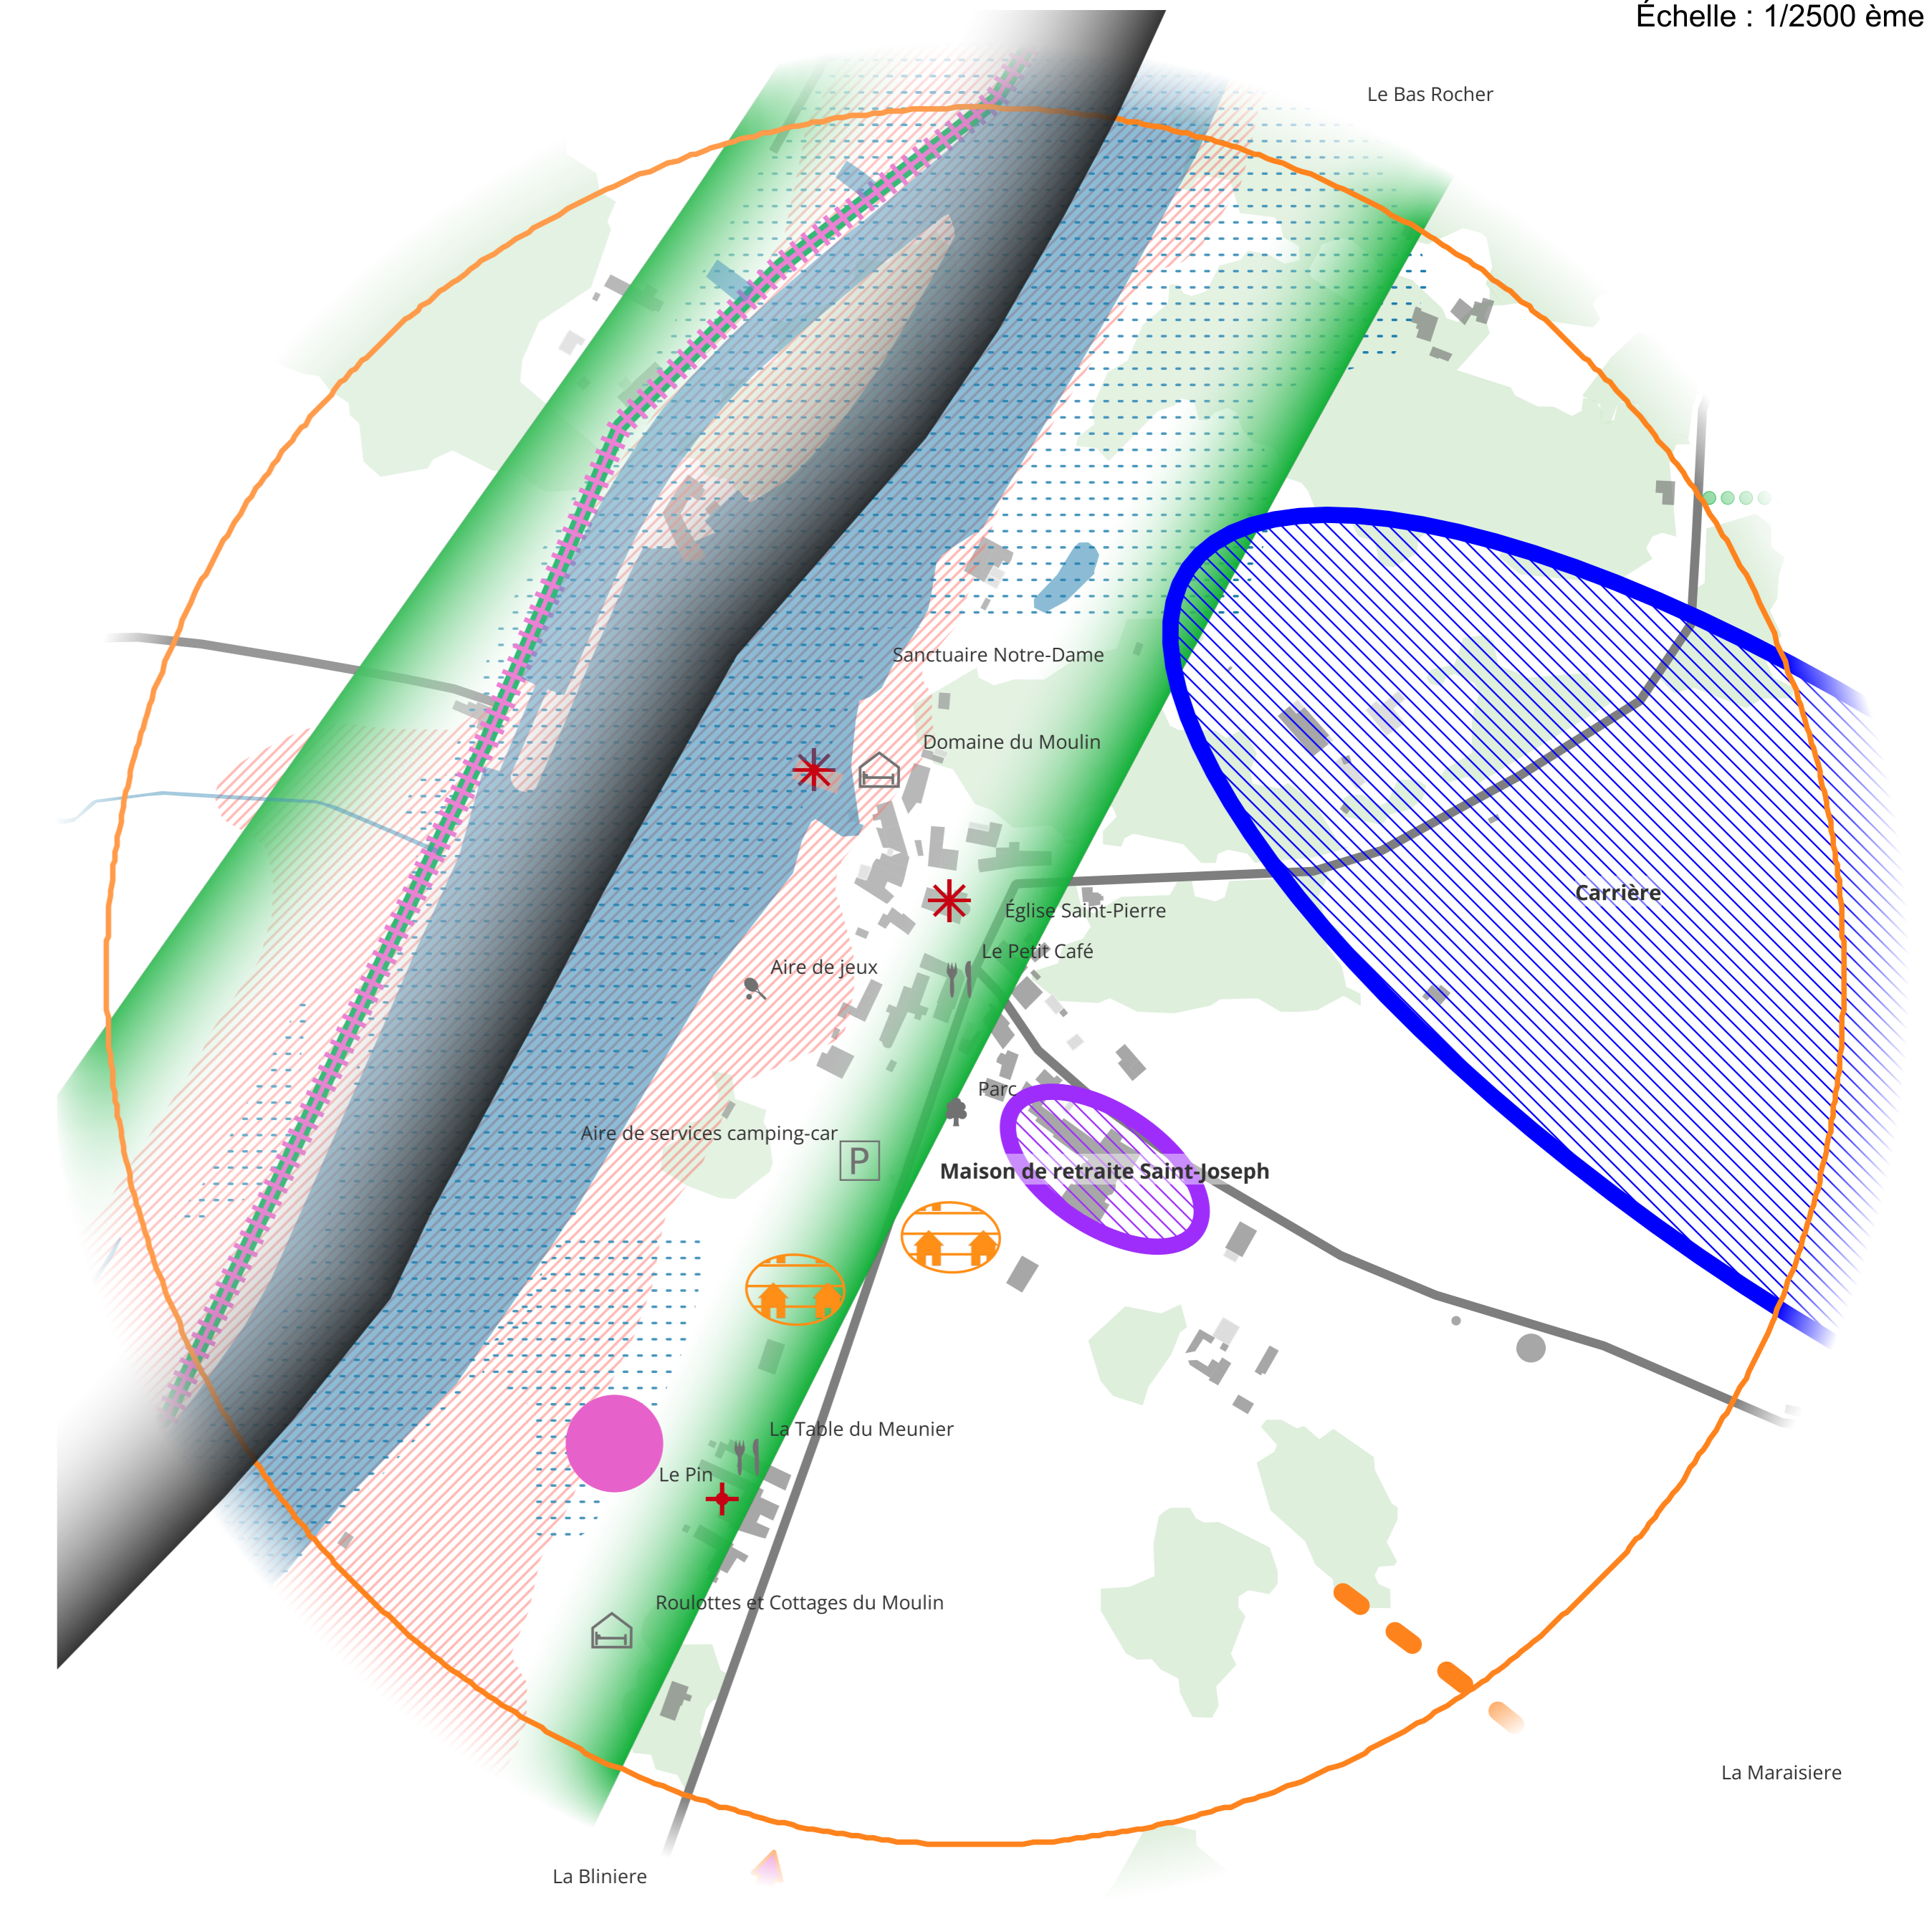 Échelle : 1/2500 ème
Le Bas Rocher
Sanctuaire Notre-Dame
Domaine du Moulin
Carrière
Église Saint-Pierre
Le Petit Café
Aire de jeux
Parc
Aire de services camping-car
P
Maison de retraite Saint-Joseph
La Table du Meunier
Le Pin
Roulottes et Cottages du Moulin
La Maraisiere
La Bliniere